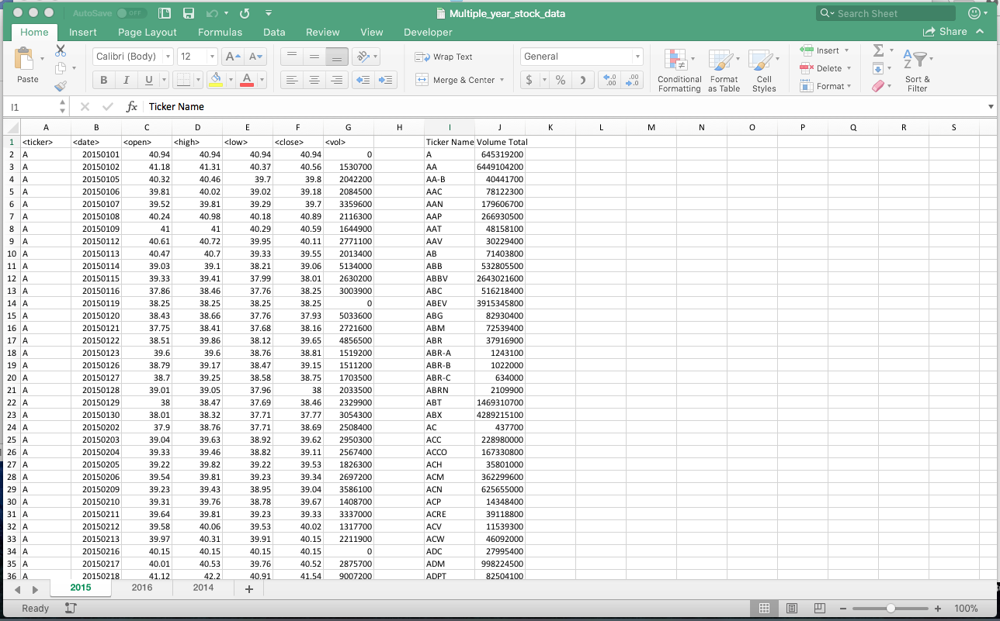 AutoSave OFF Multiple_year_stock_data Search Sheet
Home Insert Page Layout Formulas Data Review View Developer Share
Paste Calibri (Body) 12 A A Wrap Text General Conditional Formatting Format as Table Cell Styles Insert Sort & Filter
B I U A Merge & Center $ % Delete
Format
I1 fx Ticker Name
A B C D E F G H I J K L M N O P Q R S
1 <ticker> <date> <open> <high> <low> <close> <vol> Ticker Name Volume Total
2 A 20150101 40.94 40.94 40.94 40.94 0 A 645319200
3 A 20150102 41.18 41.31 40.37 40.56 1530700 AA 6449104200
4 A 20150105 40.32 40.46 39.7 39.8 2042200 AA-B 40441700
5 A 20150106 39.81 40.02 39.02 39.18 2084500 AAC 78122300
6 A 20150107 39.52 39.81 39.29 39.7 3359600 AAN 179606700
7 A 20150108 40.24 40.98 40.18 40.89 2116300 AAP 266930500
8 A 20150109 41 41 40.29 40.59 1644900 AAT 48158100
9 A 20150112 40.61 40.72 39.95 40.11 2771100 AAV 30229400
10 A 20150113 40.47 40.7 39.33 39.55 2013400 AB 71403800
11 A 20150114 39.03 39.1 38.21 39.06 5134000 ABB 532805500
12 A 20150115 39.33 39.41 37.99 38.01 2630200 ABBV 2643021600
13 A 20150116 37.86 38.46 37.76 38.25 3003900 ABC 516218400
14 A 20150119 38.25 38.25 38.25 38.25 0 ABEV 3915345800
15 A 20150120 38.43 38.66 37.76 37.93 5033600 ABG 82930400
16 A 20150121 37.75 38.41 37.68 38.16 2721600 ABM 72539400
17 A 20150122 38.51 39.86 38.12 39.65 4856500 ABR 37916900
18 A 20150123 39.6 39.6 38.76 38.81 1519200 ABR-A 1243100
19 A 20150126 38.79 39.17 38.47 39.15 1511200 ABR-B 1022000
20 A 20150127 38.7 39.25 38.58 38.75 1703500 ABR-C 634000
21 A 20150128 39.01 39.05 37.96 38 2033500 ABRN 2109900
22 A 20150129 38 38.47 37.69 38.46 2329900 ABT 1469310700
23 A 20150130 38.01 38.32 37.71 37.77 3054300 ABX 4289215100
24 A 20150202 37.9 38.76 37.71 38.69 2508400 AC 437700
25 A 20150203 39.04 39.63 38.92 39.62 2950300 ACC 228980000
26 A 20150204 39.33 39.46 38.82 39.11 2567400 ACCO 167330800
27 A 20150205 39.22 39.82 39.22 39.53 1826300 ACH 35801000
28 A 20150206 39.54 39.81 39.23 39.34 2697200 ACM 362299600
29 A 20150209 39.23 39.43 38.95 39.04 3586100 ACN 625655000
30 A 20150210 39.31 39.76 38.78 39.67 1408700 ACP 14348400
31 A 20150211 39.64 39.81 39.23 39.33 3337000 ACRE 39118800
32 A 20150212 39.58 40.06 39.53 40.02 1317700 ACV 11539300
33 A 20150213 39.97 40.31 39.91 40.15 2211900 ACW 46092000
34 A 20150216 40.15 40.15 40.15 40.15 0 ADC 27995400
35 A 20150217 40.01 40.53 39.76 40.52 2875700 ADM 998224500
36 A 20150218 41.12 42.2 40.91 41.54 9007200 ADPT 82504100
2015 2016 2014 +
Ready 100%